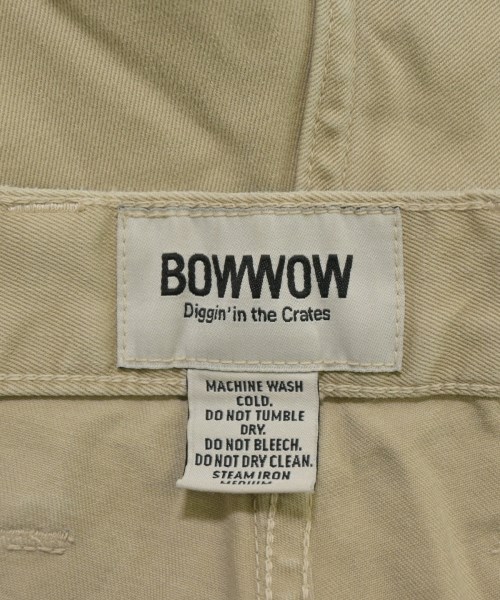 BOWWOW
Diggin' in the Crates
MACHINE WASH
COLD.
DO NOT TUMBLE
DRY.
DO NOT BLEECH.
DO NOT DRY CLEAN.
STEAM IRON
MEDIUM